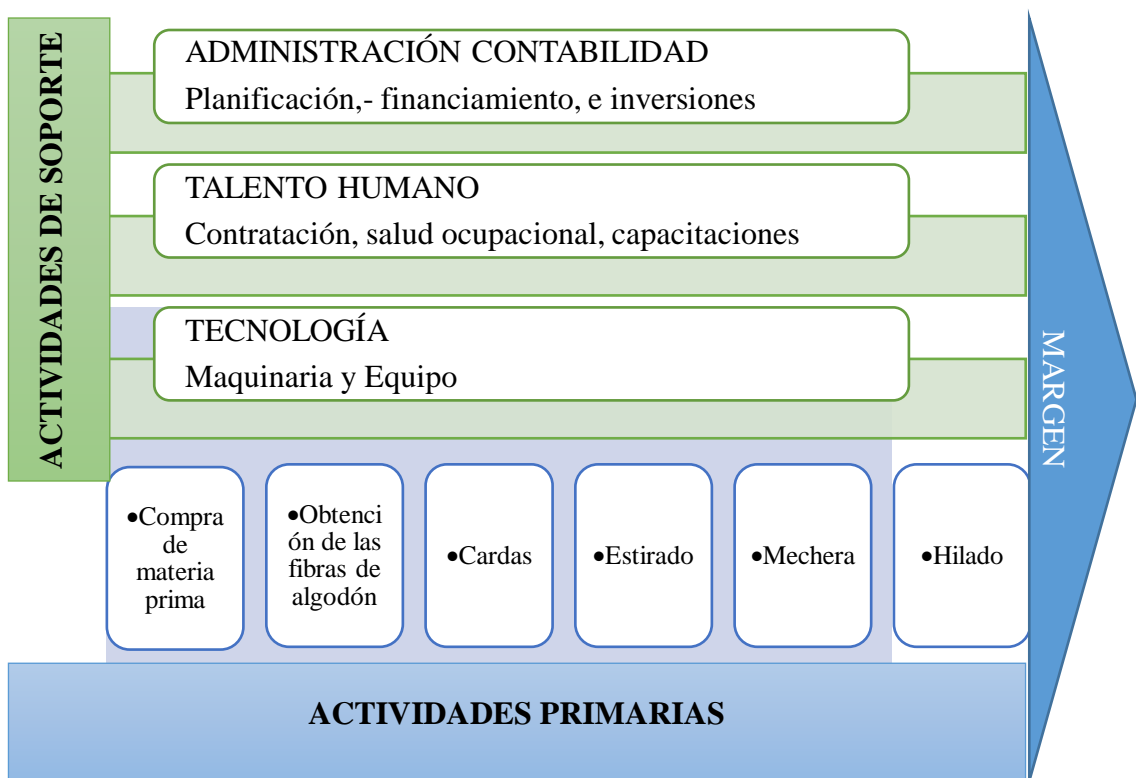 ACTIVIDADES DE SOPORTE
ADMINISTRACIÓN CONTABILIDAD
Planificación,- financiamiento, e inversiones
TALENTO HUMANO
Contratación, salud ocupacional, capacitaciones
TECNOLOGÍA
Maquinaria y Equipo
MARGEN
•Compra
de
materia
prima
•Obtenci
ón de las
fibras de
algodón
•Cardas
•Estirado
•Mechera
•Hilado
ACTIVIDADES PRIMARIAS